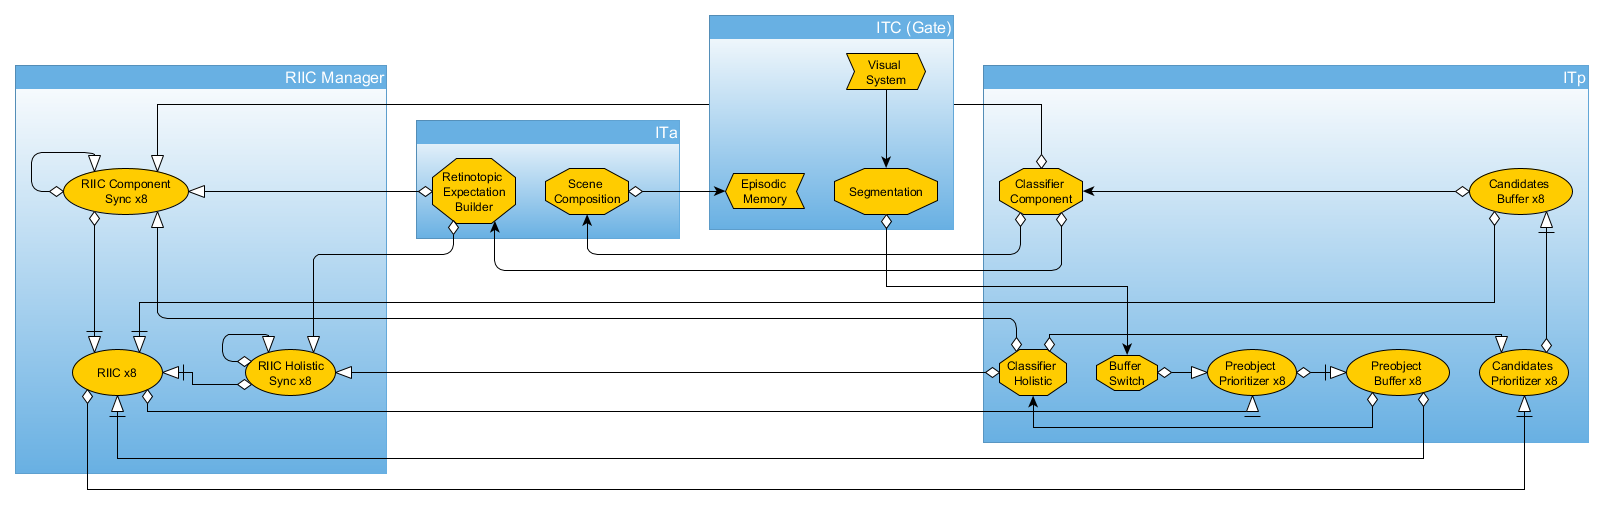 ITC (Gate)
Visual
System
RIIC Manager
ITp
ITa
RIIC Component
Sync x8
Retinotopic
Expectation
Builder
Scene
Composition
Episodic
Memory
Segmentation
Classifier
Component
Candidates
Buffer x8
RIIC x8
RIIC Holistic
Sync x8
Classifier
Holistic
Buffer
Switch
Preobject
Prioritizer x8
Preobject
Buffer x8
Candidates
Prioritizer x8